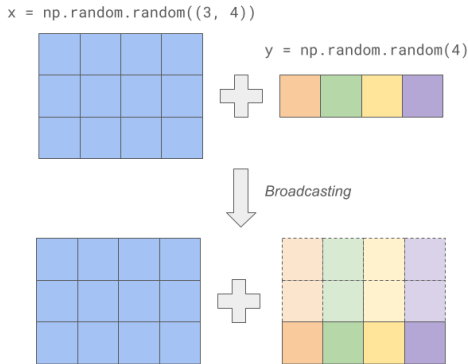 x = np.random.random((3, 4))
y = np.random.random(4)
Broadcasting